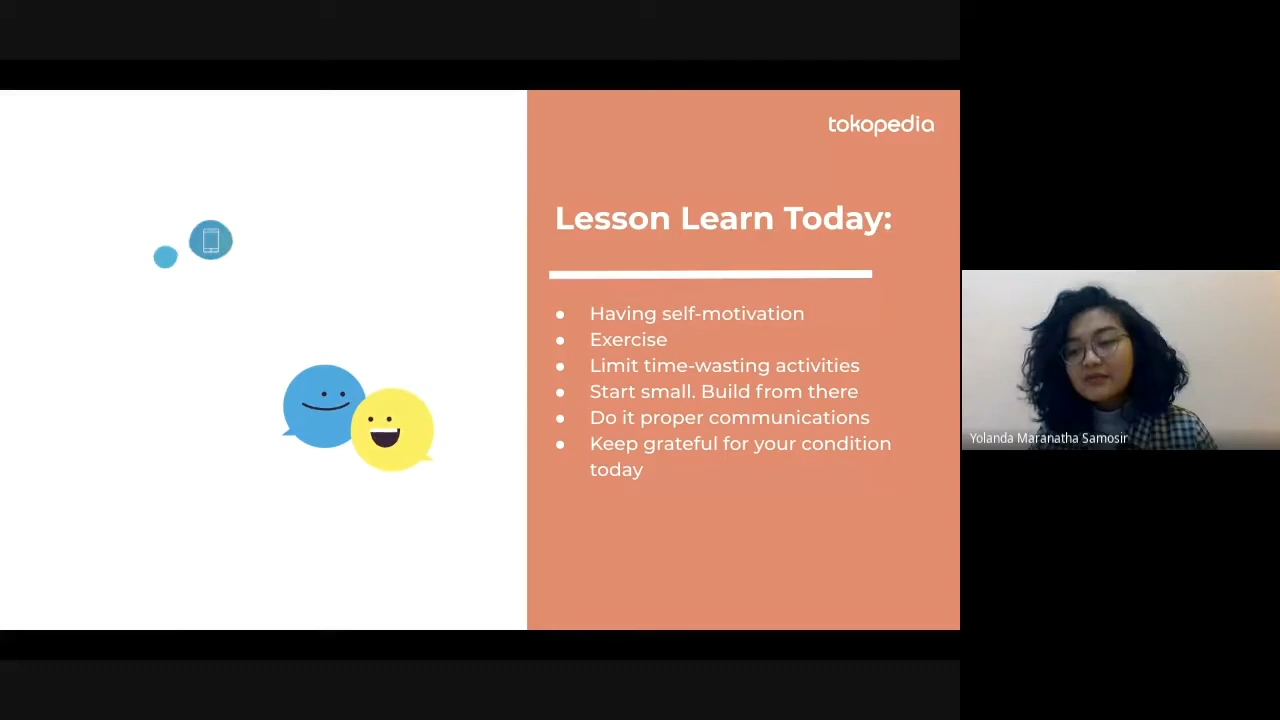 tokopedia
Lesson Learn Today:
● Having self-motivation
● Exercise
● Limit time-wasting activities
● Start small. Build from there
● Do it proper communications
● Keep grateful for your condition
today
Yolanda Maranatha Samosir